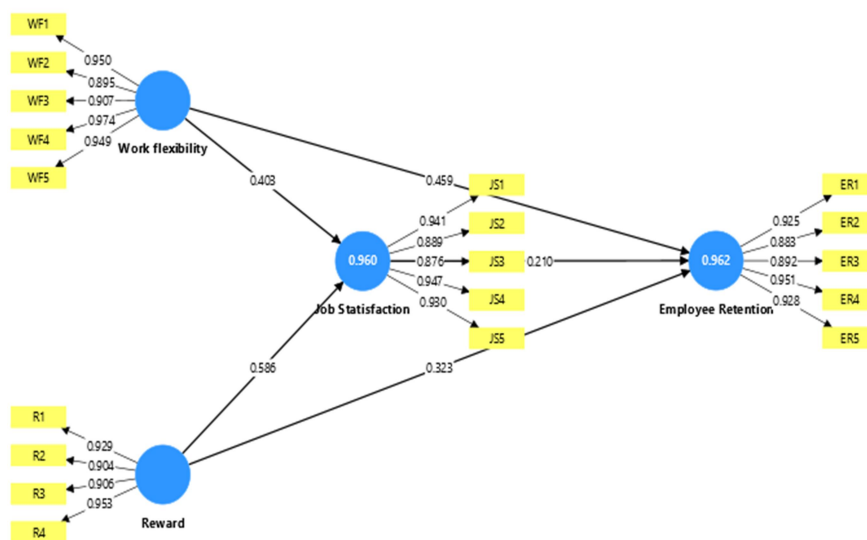 WF1
WF2
WF3
WF4
WF5
0.950
0.895
0.907
0.974
0.949
Work flexibility
0.403
0.459
JS1
JS2
JS3
JS4
JS5
0.941
0.889
0.876
0.947
0.930
0.960
Job Statisfaction
0.210
ER1
ER2
ER3
ER4
ER5
0.925
0.883
0.892
0.951
0.928
0.962
Employee Retention
0.586
0.323
R1
R2
R3
R4
0.929
0.904
0.906
0.953
Reward